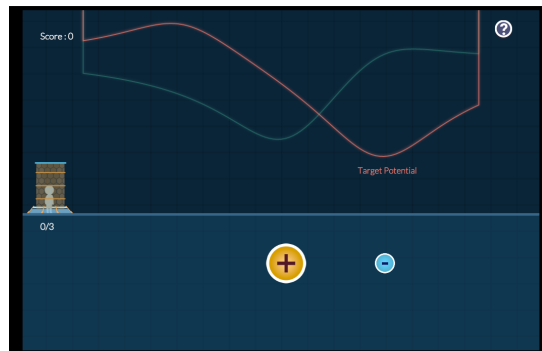 Score : 0
?
Target Potential
0/3
+
-